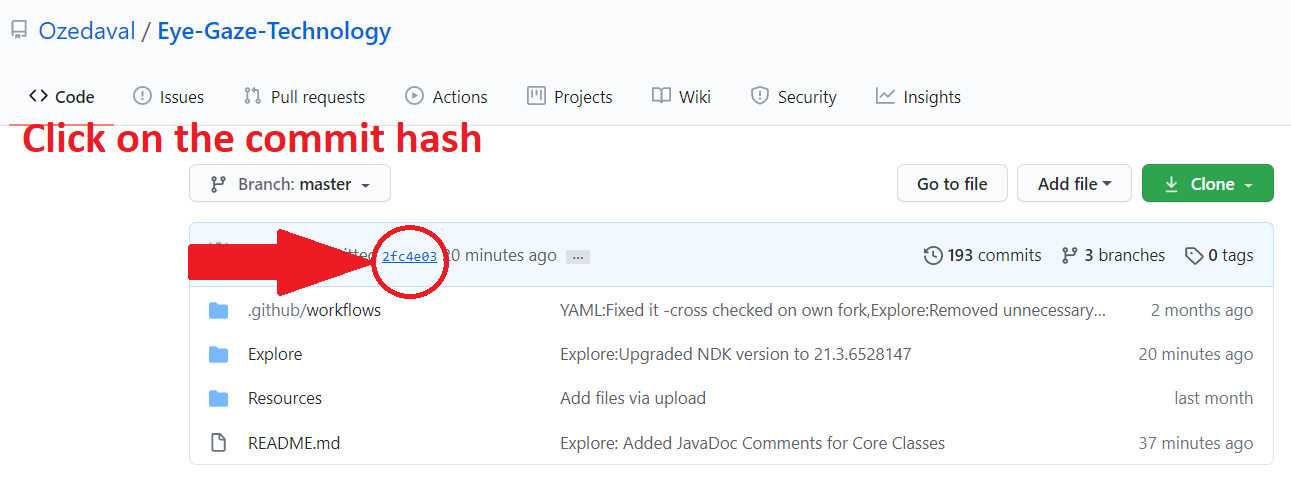 Ozedaval / Eye-Gaze-Technology
Code Issues Pull requests Actions Projects Wiki Security Insights
Click on the commit hash
Branch: master Go to file Add file Clone
2fc4e03 20 minutes ago ... 193 commits 3 branches 0 tags
.github/workflows YAML:Fixed it -cross checked on own fork,Explore:Removed unnecessary... 2 months ago
Explore Explore:Upgraded NDK version to 21.3.6528147 20 minutes ago
Resources Add files via upload last month
README.md Explore: Added JavaDoc Comments for Core Classes 37 minutes ago